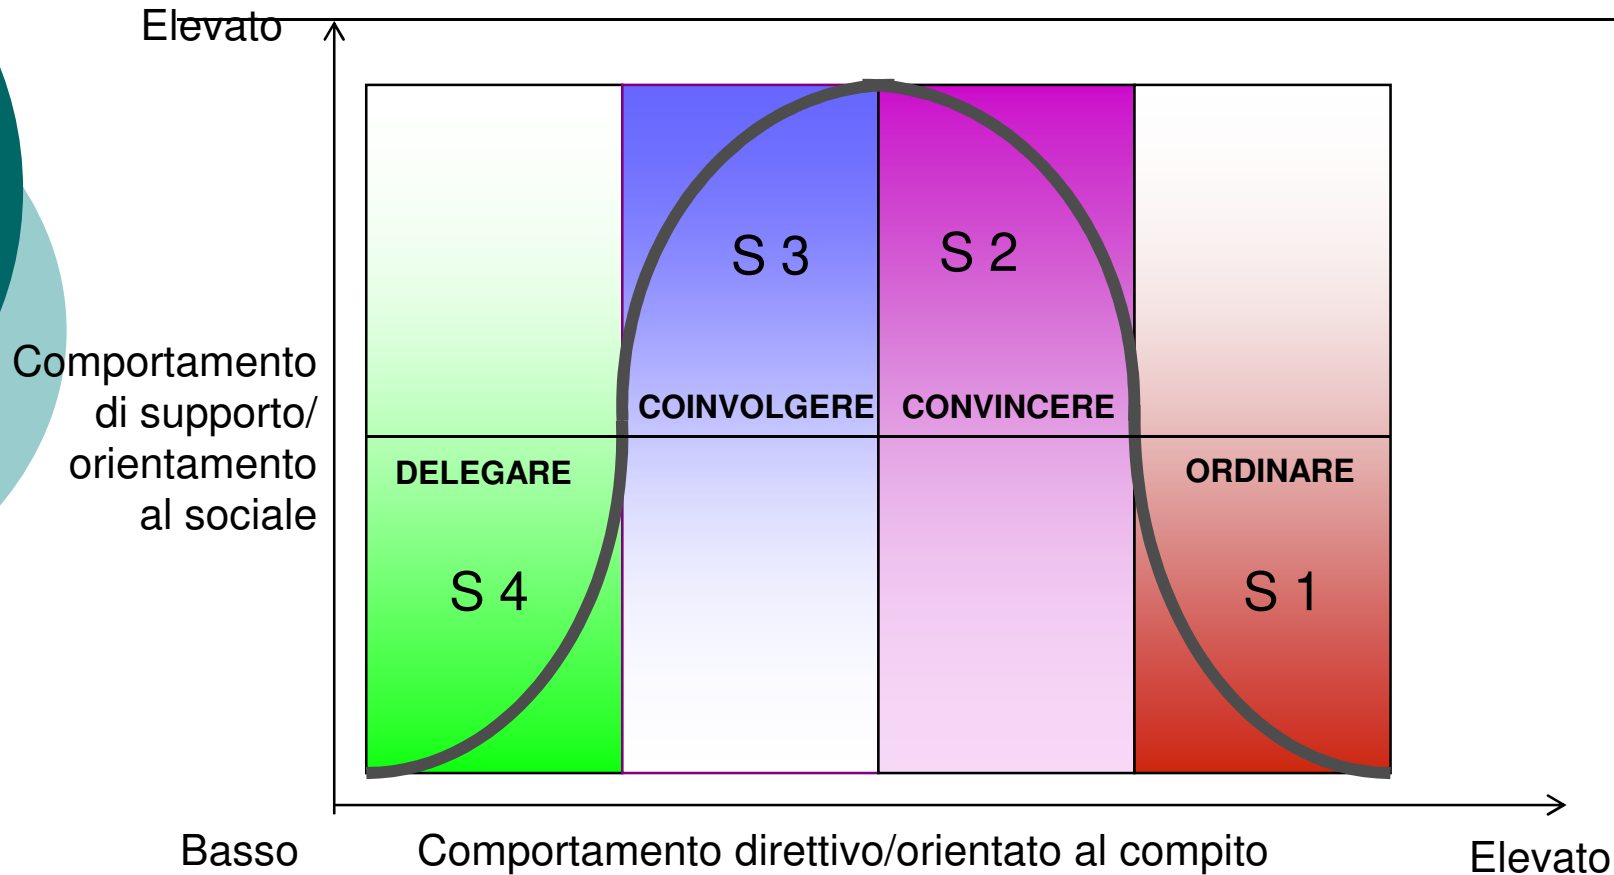 Elevato
S 3
S 2
Comportamento
di supporto/
orientamento
al sociale
COINVOLGERE
CONVINCERE
DELEGARE
ORDINARE
S 4
S 1
Basso
Comportamento direttivo/orientato al compito
Elevato